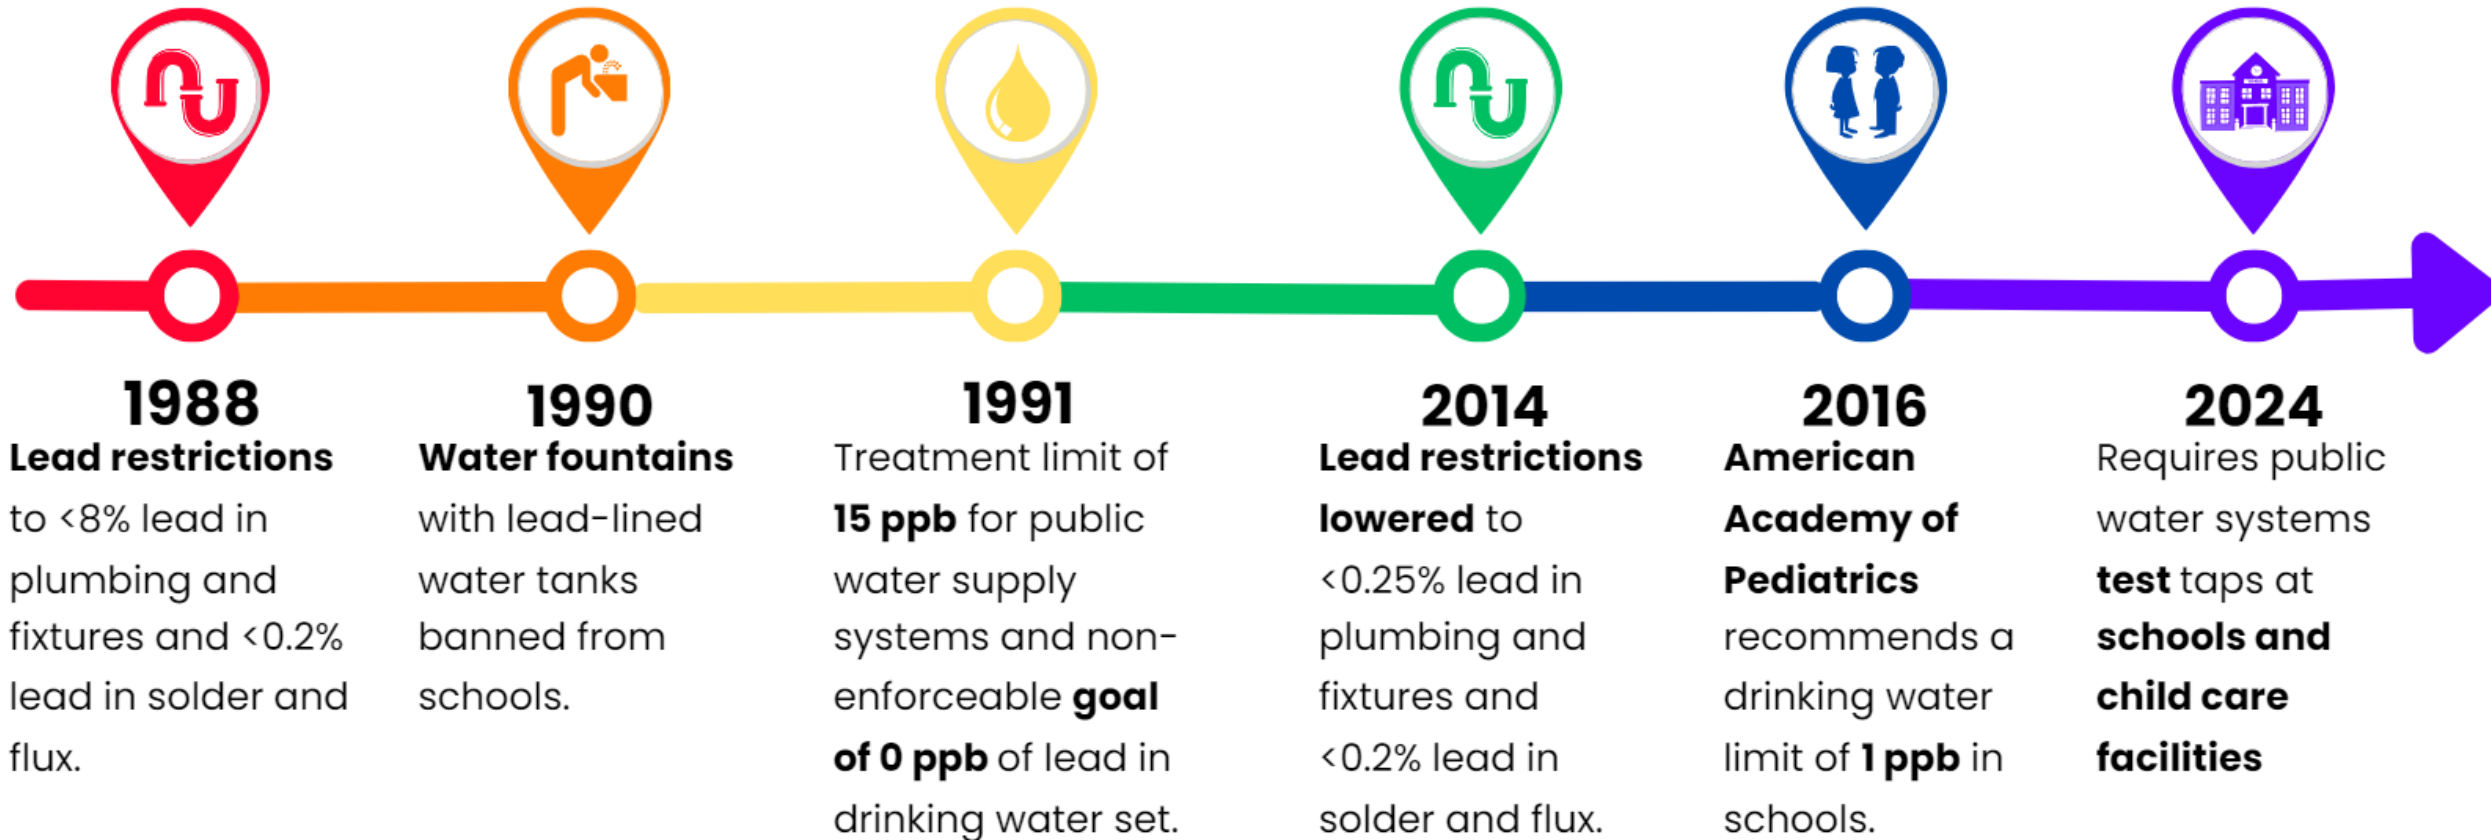 1988
Lead restrictions
to <8% lead in
plumbing and
fixtures and <0.2%
lead in solder and
flux.
1990
Water fountains
with lead-lined
water tanks
banned from
schools.
1991
Treatment limit of
15 ppb for public
water supply
systems and non-
enforceable goal
of 0 ppb of lead in
drinking water set.
2014
Lead restrictions
lowered to
<0.25% lead in
plumbing and
fixtures and
<0.2% lead in
solder and flux.
2016
American
Academy of
Pediatrics
recommends a
drinking water
limit of 1 ppb in
schools.
2024
Requires public
water systems
test taps at
schools and
child care
facilities